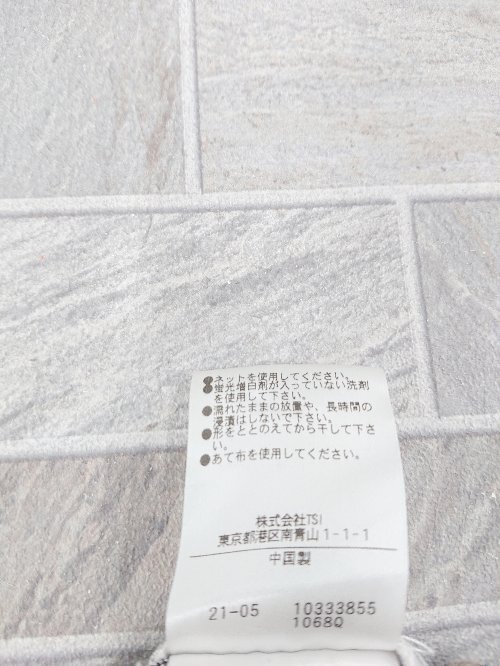 ●ネットを使用してください。
●蛍光増白剤が入っていない洗剤
を使用して下さい。
●濡れたままの放置や、長時間の
浸漬はしないで下さい。
●形をととのえてから干して下さ
い。
●あて布を使用してください。
株式会社TSI
東京都港区南青山1-1-1
中国製
21-05 10333855
1068Q